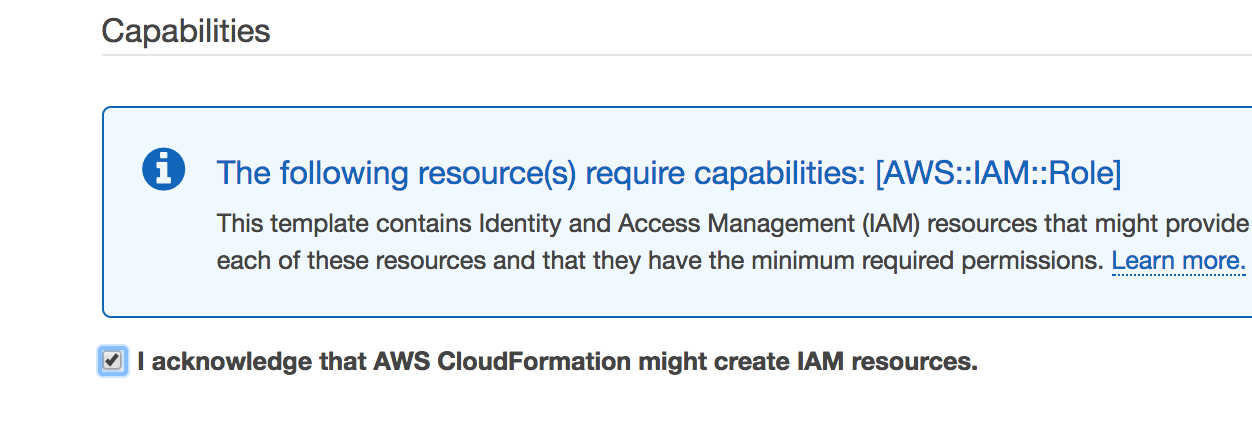 Capabilities
The following resource(s) require capabilities: [AWS::IAM::Role]
This template contains Identity and Access Management (IAM) resources that might provide
each of these resources and that they have the minimum required permissions. Learn more.
I acknowledge that AWS CloudFormation might create IAM resources.